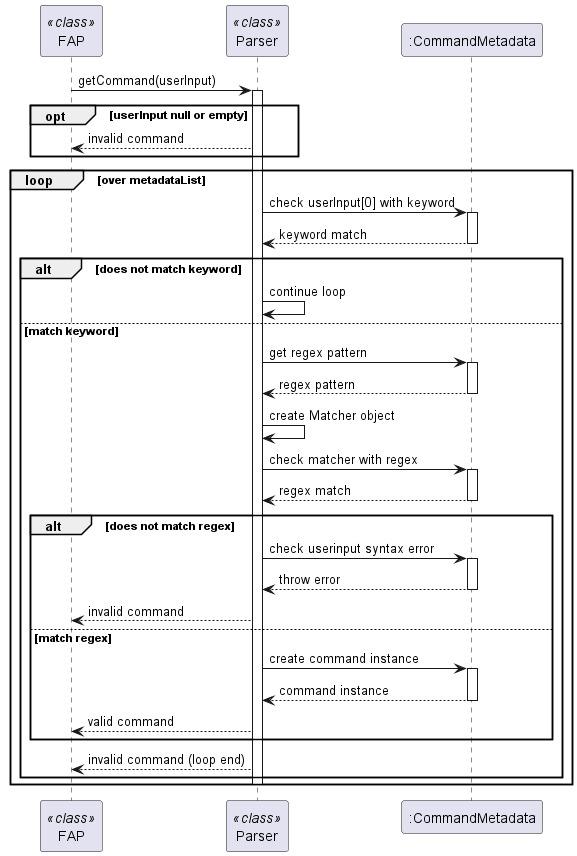 «class» «class»
FAP Parser :CommandMetadata
getCommand(userInput)
opt [userInput null or empty]
invalid command
loop [over metadataList]
check userInput[0] with keyword
keyword match
alt [does not match keyword]
continue loop
[match keyword]
get regex pattern
regex pattern
create Matcher object
check matcher with regex
regex match
alt [does not match regex]
check userinput syntax error
throw error
invalid command
[match regex]
create command instance
command instance
valid command
invalid command (loop end)
«class» «class»
FAP Parser :CommandMetadata